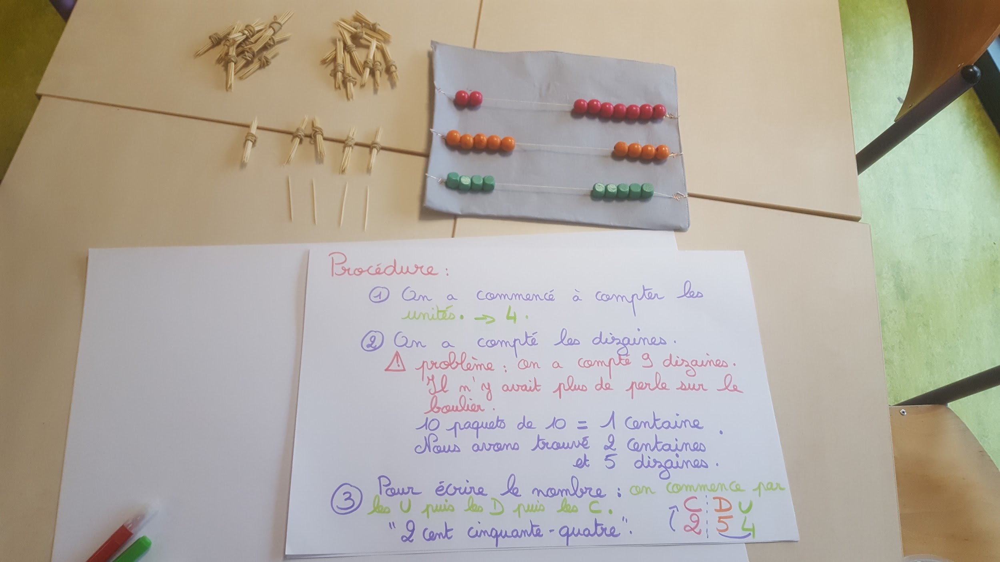 Procédure :
① On a commencé à compter les
unités. → 4.
② On a compté les dizaines.
⚠ problème : on a compté 9 dizaines.
Il n'y avait plus de perle sur le
boulier.
10 paquets de 10 = 1 centaine.
Nous avons trouvé 2 centaines
et 5 dizaines.
③ Pour écrire le nombre : on commence par
les U puis les D puis les C.
"2 cent cinquante-quatre".
C D U
2 5 4